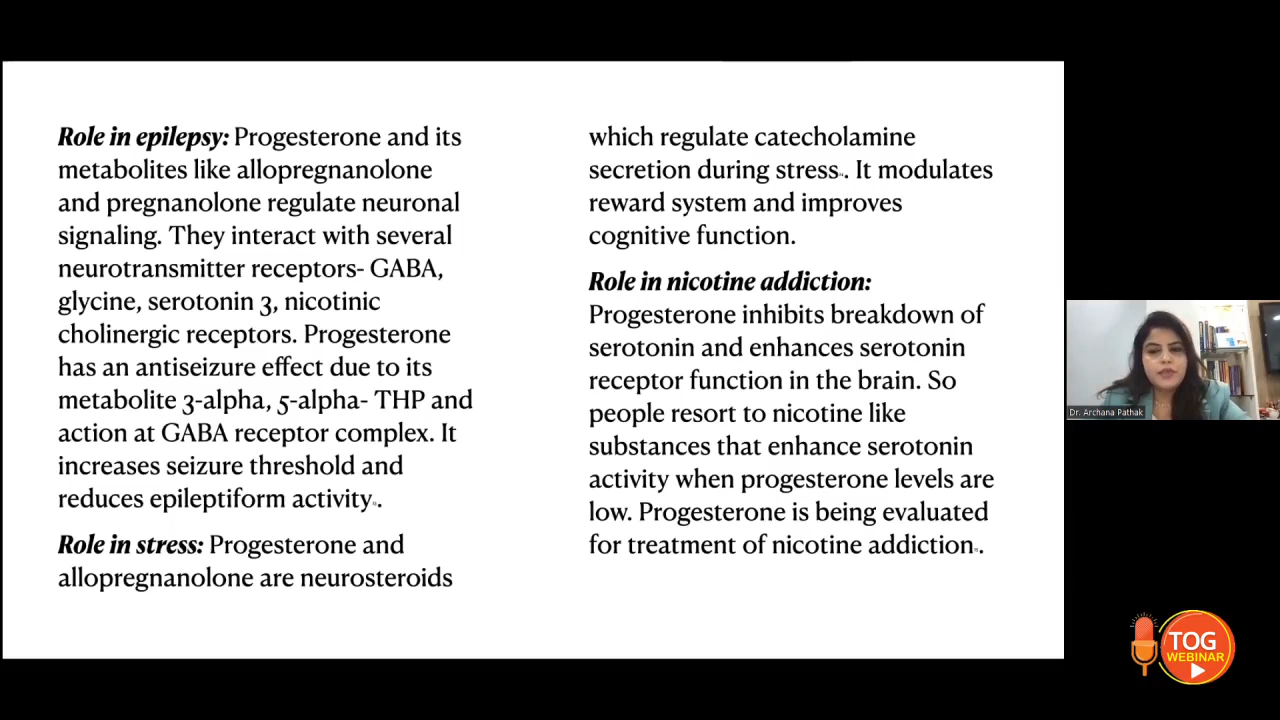 Role in epilepsy: Progesterone and its
metabolites like allopregnanolone
and pregnanolone regulate neuronal
signaling. They interact with several
neurotransmitter receptors- GABA,
glycine, serotonin 3, nicotinic
cholinergic receptors. Progesterone
has an antiseizure effect due to its
metabolite 3-alpha, 5-alpha- THP and
action at GABA receptor complex. It
increases seizure threshold and
reduces epileptiform activity.
Role in stress: Progesterone and
allopregnanolone are neurosteroids
which regulate catecholamine
secretion during stress. It modulates
reward system and improves
cognitive function.
Role in nicotine addiction:
Progesterone inhibits breakdown of
serotonin and enhances serotonin
receptor function in the brain. So
people resort to nicotine like
substances that enhance serotonin
activity when progesterone levels are
low. Progesterone is being evaluated
for treatment of nicotine addiction.
Dr. Archana Pathak
TOG
WEBINAR